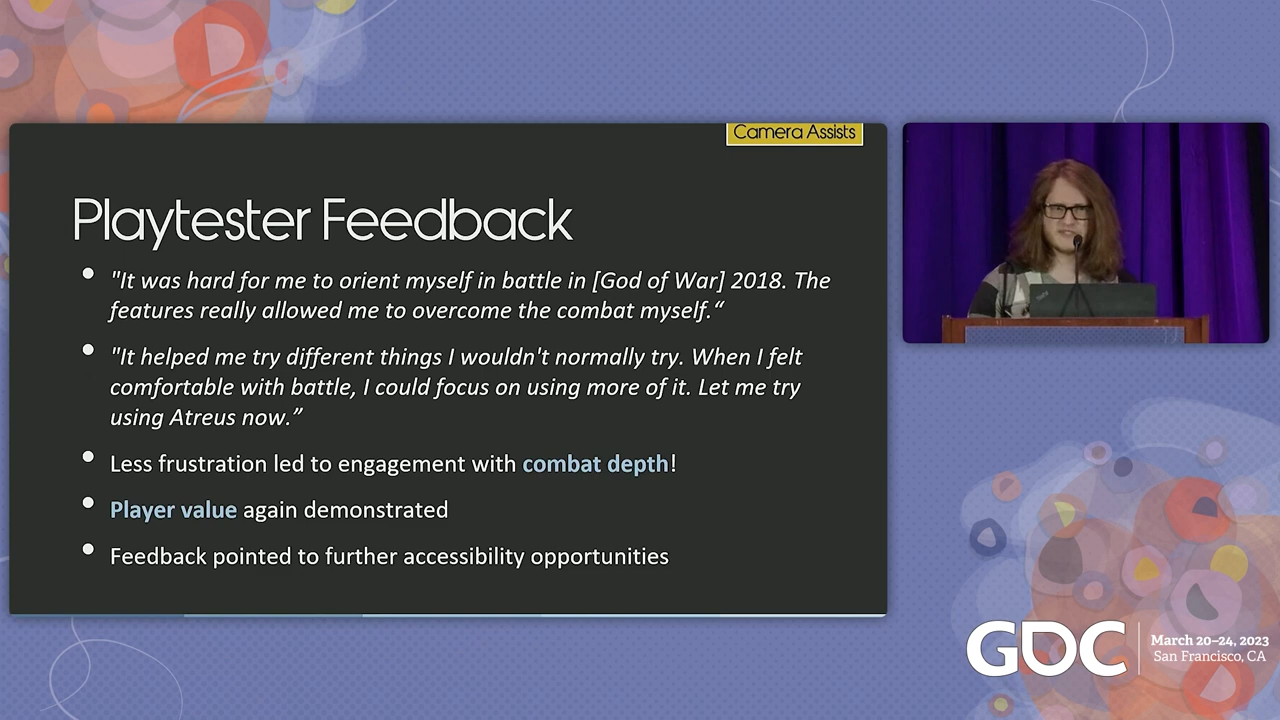 Camera Assists
Playtester Feedback
• "It was hard for me to orient myself in battle in [God of War] 2018. The
features really allowed me to overcome the combat myself.“
• "It helped me try different things I wouldn't normally try. When I felt
comfortable with battle, I could focus on using more of it. Let me try
using Atreus now.”
• Less frustration led to engagement with combat depth!
• Player value again demonstrated
• Feedback pointed to further accessibility opportunities
GDC
March 20–24, 2023
San Francisco, CA